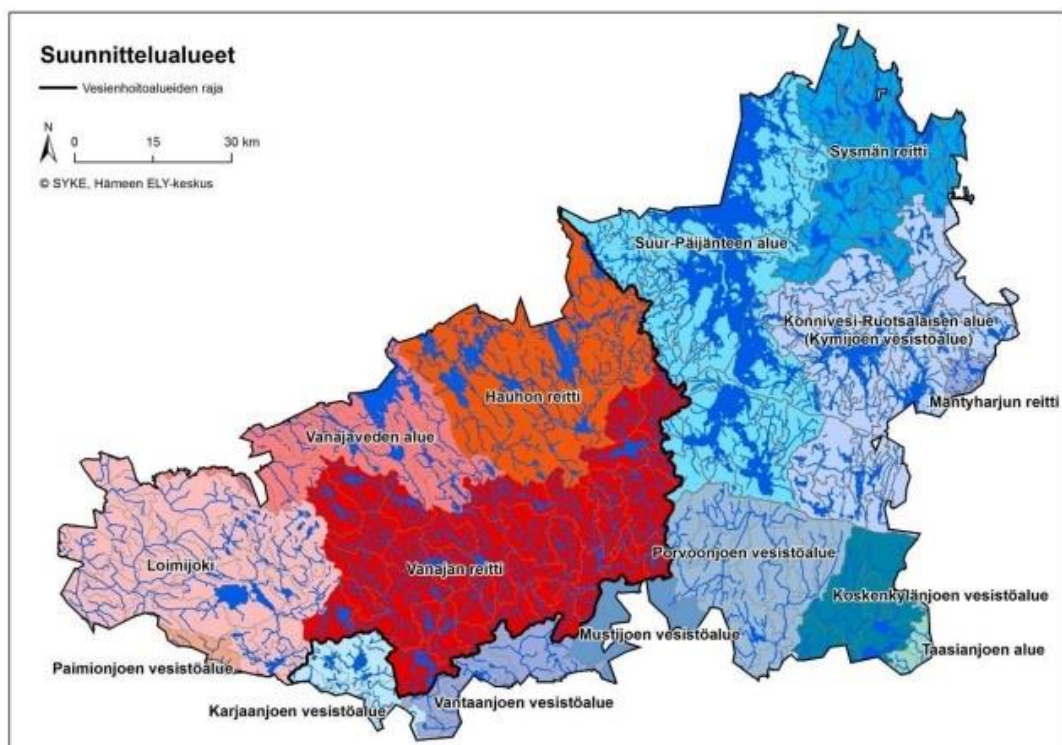 Suunnittelualueet
Vesienhoitoalueiden raja
N
0 15 30 km
© SYKE, Hämeen ELY-keskus
Sysmän reitti
Suur-Päijänteen alue
Konnivesi-Ruotsalaisen alue
(Kymijoen vesistöalue)
Mäntyharjun reitti
Hauhon reitti
Vanajaveden alue
Loimijoki
Vanajan reitti
Porvoonjoen vesistöalue
Koskenkylänjoen vesistöalue
Mustijoen vesistöalue
Taasianjoen alue
Paimionjoen vesistöalue
Vantaanjoen vesistöalue
Karjaanjoen vesistöalue